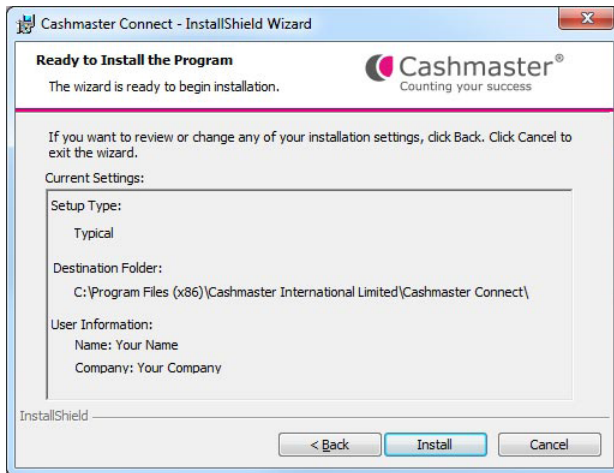 Cashmaster Connect - InstallShield Wizard
Ready to Install the Program
The wizard is ready to begin installation.
Cashmaster®
Counting your success
If you want to review or change any of your installation settings, click Back. Click Cancel to
exit the wizard.
Current Settings:
Setup Type:
Typical
Destination Folder:
C:\Program Files (x86)\Cashmaster International Limited\Cashmaster Connect\
User Information:
Name: Your Name
Company: Your Company
InstallShield
< Back
Install
Cancel